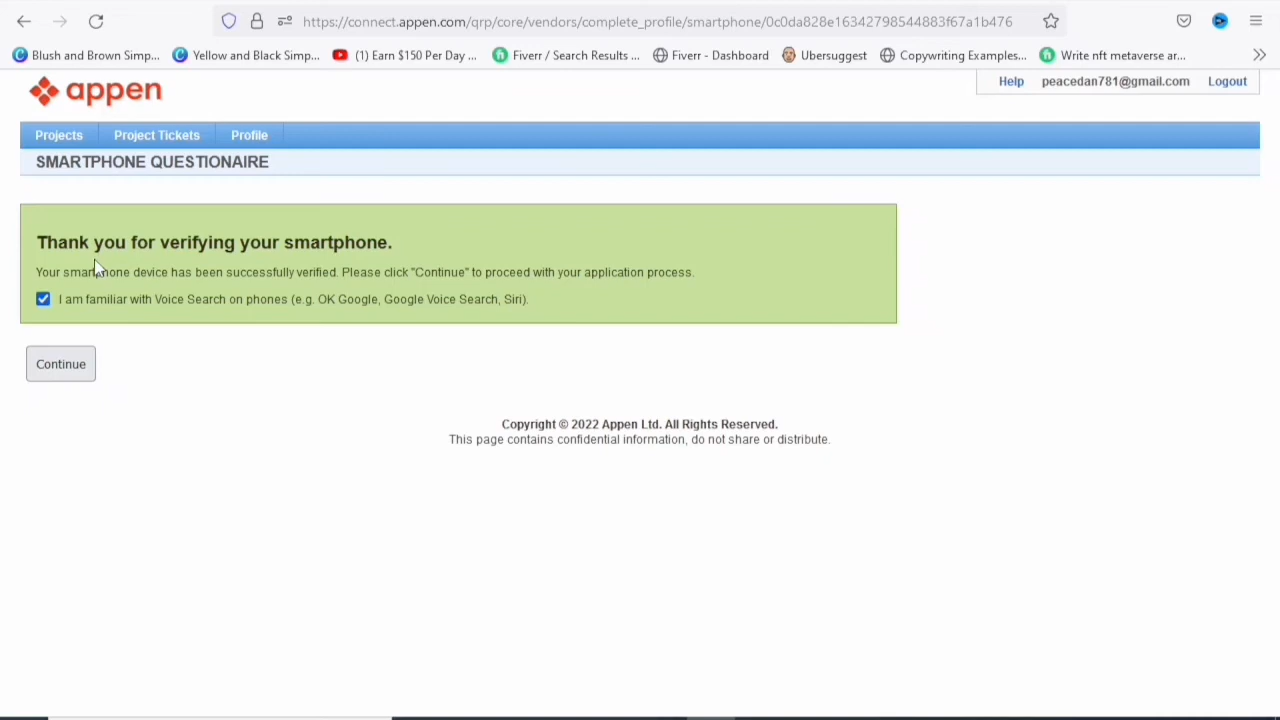 https://connect.appen.com/qrp/core/vendors/complete_profile/smartphone/0c0da828e16342798544883f67a1b476
Blush and Brown Simp... Yellow and Black Simp... (1) Earn $150 Per Day ... Fiverr / Search Results ... Fiverr - Dashboard Ubersuggest Copywriting Examples... Write nft metaverse ar...
appen
Help peacedan781@gmail.com Logout
Projects Project Tickets Profile
SMARTPHONE QUESTIONAIRE
Thank you for verifying your smartphone.
Your smartphone device has been successfully verified. Please click "Continue" to proceed with your application process.
I am familiar with Voice Search on phones (e.g. OK Google, Google Voice Search, Siri).
Continue
Copyright © 2022 Appen Ltd. All Rights Reserved.
This page contains confidential information, do not share or distribute.